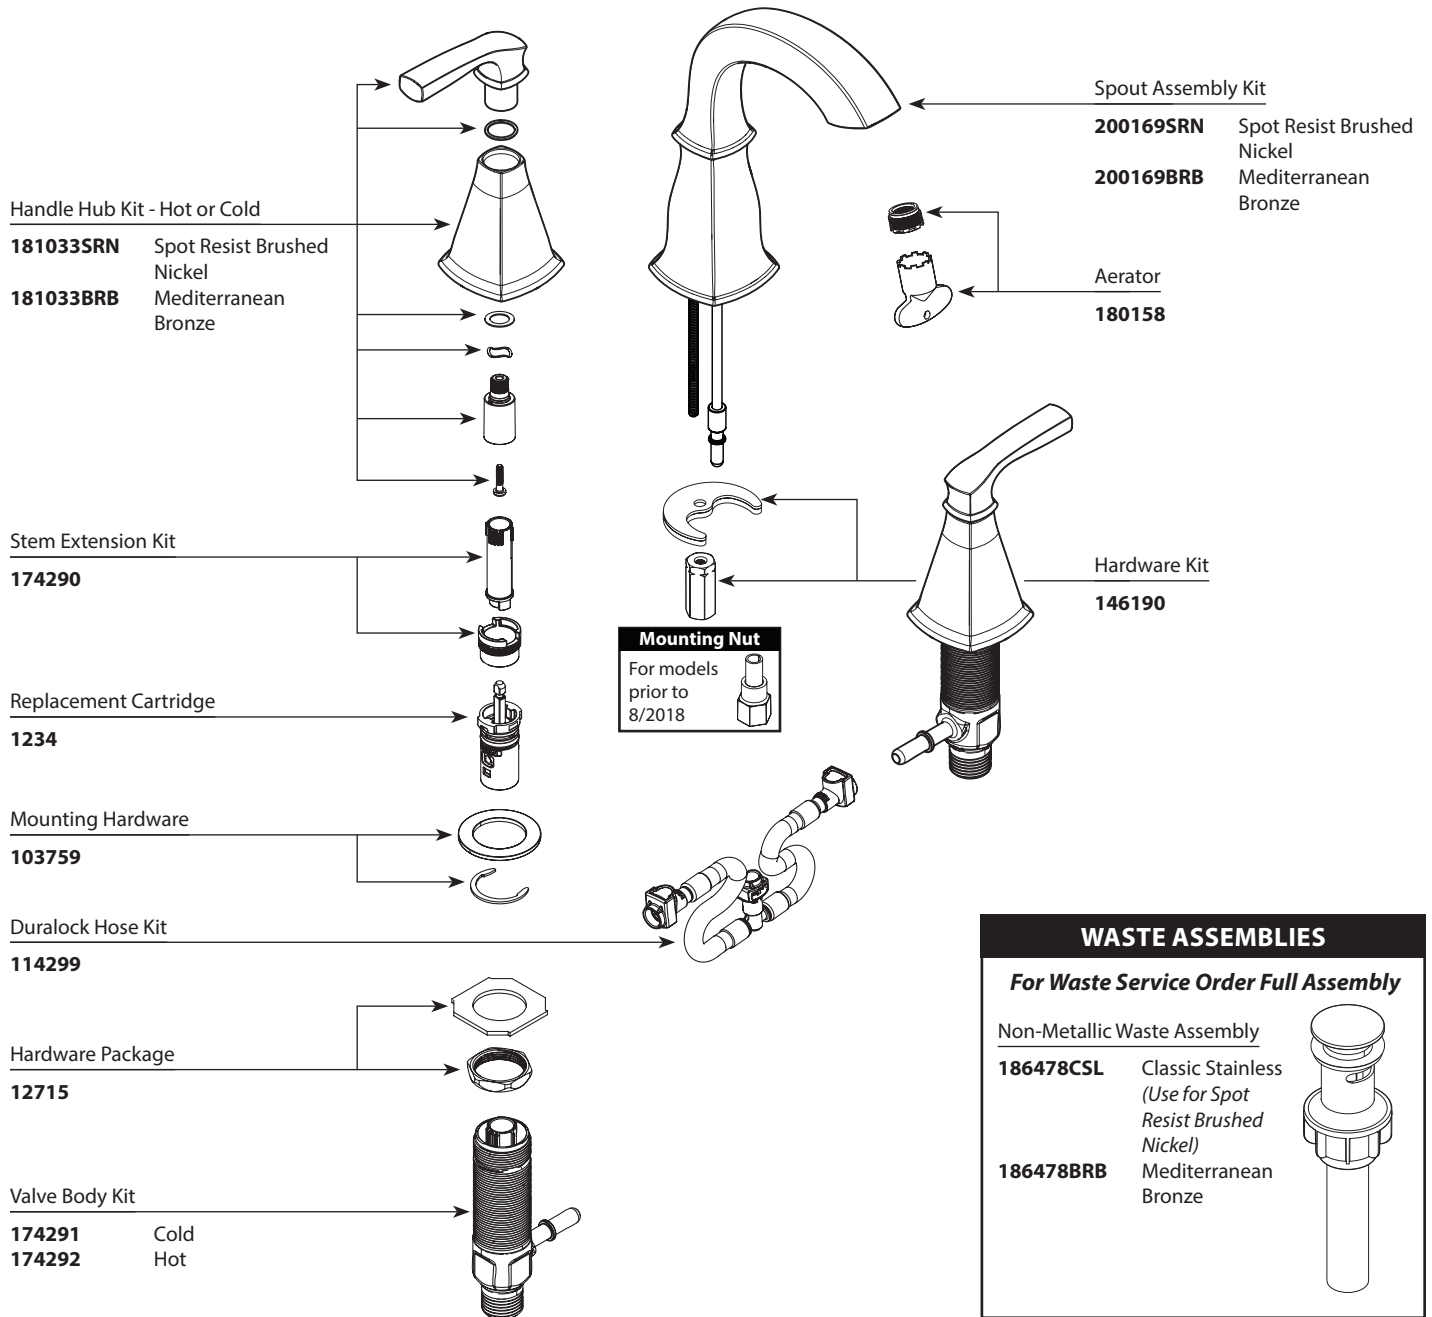 Spout Assembly Kit
200169SRN Spot Resist Brushed
Nickel
200169BRB Mediterranean
Bronze
Handle Hub Kit - Hot or Cold
181033SRN Spot Resist Brushed
Nickel
181033BRB Mediterranean
Bronze
Aerator
180158
Stem Extension Kit
174290
Hardware Kit
146190
Mounting Nut
For models
prior to
8/2018
Replacement Cartridge
1234
Mounting Hardware
103759
Duralock Hose Kit
114299
Hardware Package
12715
Valve Body Kit
174291 Cold
174292 Hot
WASTE ASSEMBLIES
For Waste Service Order Full Assembly
Non-Metallic Waste Assembly
186478CSL Classic Stainless
(Use for Spot
Resist Brushed
Nickel)
186478BRB Mediterranean
Bronze